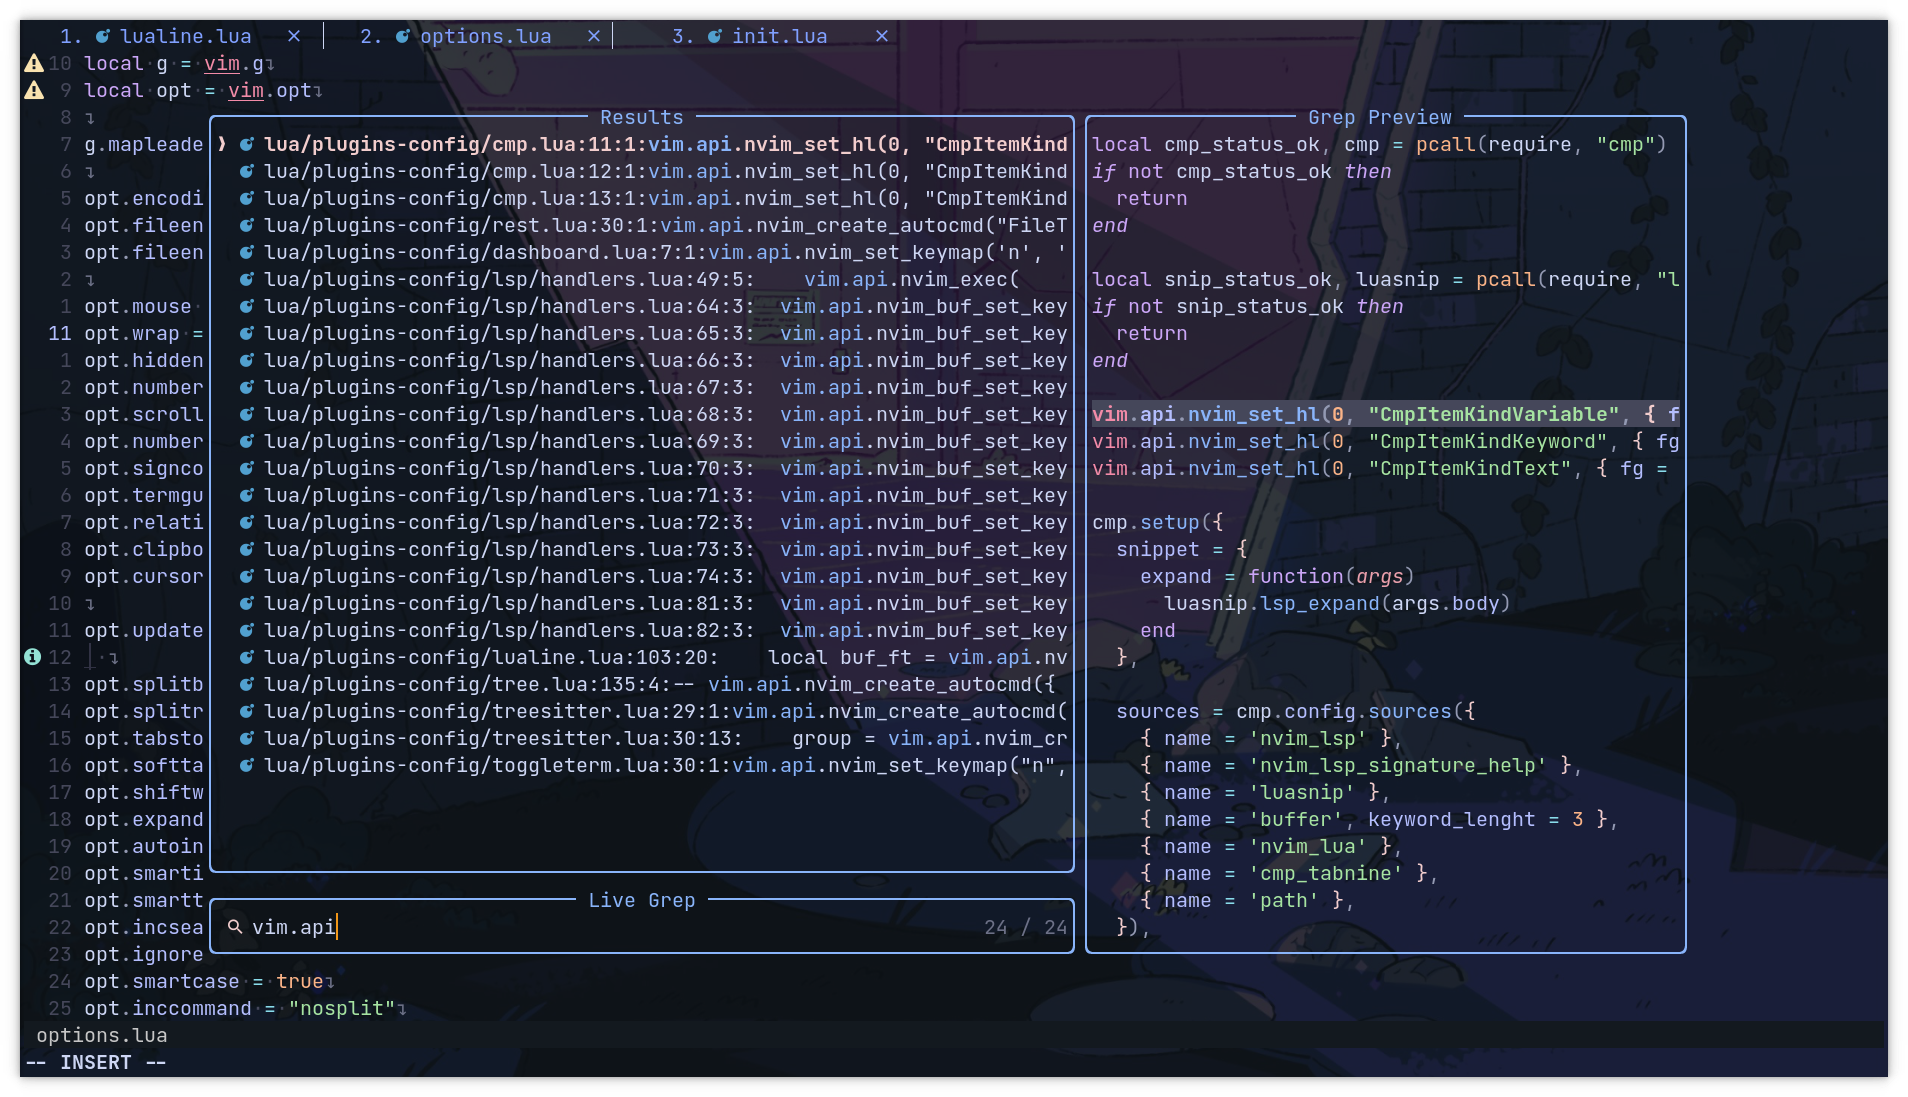 1. lualine.lua × 2. options.lua × 3. init.lua ×
10 local g = vim.g
9 local opt = vim.opt
8
7 g.mapleade
6
5 opt.encodi
4 opt.fileen
3 opt.fileen
2
1 opt.mouse
11 opt.wrap =
1 opt.hidden
2 opt.number
3 opt.scroll
4 opt.number
5 opt.signco
6 opt.termgu
7 opt.relati
8 opt.clipbo
9 opt.cursor
10
11 opt.update
12
13 opt.splitb
14 opt.splitr
15 opt.tabsto
16 opt.softta
17 opt.shiftw
18 opt.expand
19 opt.autoin
20 opt.smarti
21 opt.smartt
22 opt.incsea
23 opt.ignore
24 opt.smartcase = true
25 opt.inccommand = "nosplit"
Results
lua/plugins-config/cmp.lua:11:1:vim.api.nvim_set_hl(0, "CmpItemKind
lua/plugins-config/cmp.lua:12:1:vim.api.nvim_set_hl(0, "CmpItemKind
lua/plugins-config/cmp.lua:13:1:vim.api.nvim_set_hl(0, "CmpItemKind
lua/plugins-config/rest.lua:30:1:vim.api.nvim_create_autocmd("FileT
lua/plugins-config/dashboard.lua:7:1:vim.api.nvim_set_keymap('n', '
lua/plugins-config/lsp/handlers.lua:49:5:    vim.api.nvim_exec(
lua/plugins-config/lsp/handlers.lua:64:3:  vim.api.nvim_buf_set_key
lua/plugins-config/lsp/handlers.lua:65:3:  vim.api.nvim_buf_set_key
lua/plugins-config/lsp/handlers.lua:66:3:  vim.api.nvim_buf_set_key
lua/plugins-config/lsp/handlers.lua:67:3:  vim.api.nvim_buf_set_key
lua/plugins-config/lsp/handlers.lua:68:3:  vim.api.nvim_buf_set_key
lua/plugins-config/lsp/handlers.lua:69:3:  vim.api.nvim_buf_set_key
lua/plugins-config/lsp/handlers.lua:70:3:  vim.api.nvim_buf_set_key
lua/plugins-config/lsp/handlers.lua:71:3:  vim.api.nvim_buf_set_key
lua/plugins-config/lsp/handlers.lua:72:3:  vim.api.nvim_buf_set_key
lua/plugins-config/lsp/handlers.lua:73:3:  vim.api.nvim_buf_set_key
lua/plugins-config/lsp/handlers.lua:74:3:  vim.api.nvim_buf_set_key
lua/plugins-config/lsp/handlers.lua:81:3:  vim.api.nvim_buf_set_key
lua/plugins-config/lsp/handlers.lua:82:3:  vim.api.nvim_buf_set_key
lua/plugins-config/lualine.lua:103:20:    local buf_ft = vim.api.nv
lua/plugins-config/tree.lua:135:4:-- vim.api.nvim_create_autocmd({
lua/plugins-config/treesitter.lua:29:1:vim.api.nvim_create_autocmd(
lua/plugins-config/treesitter.lua:30:13:    group = vim.api.nvim_cr
lua/plugins-config/toggleterm.lua:30:1:vim.api.nvim_set_keymap("n",
Live Grep
vim.api 24 / 24
Grep Preview
local cmp_status_ok, cmp = pcall(require, "cmp")
if not cmp_status_ok then
  return
end
local snip_status_ok, luasnip = pcall(require, "l
if not snip_status_ok then
  return
end
vim.api.nvim_set_hl(0, "CmpItemKindVariable", { f
vim.api.nvim_set_hl(0, "CmpItemKindKeyword", { fg
vim.api.nvim_set_hl(0, "CmpItemKindText", { fg =
cmp.setup({
  snippet = {
    expand = function(args)
      luasnip.lsp_expand(args.body)
    end
  },
  sources = cmp.config.sources({
    { name = 'nvim_lsp' },
    { name = 'nvim_lsp_signature_help' },
    { name = 'luasnip' },
    { name = 'buffer', keyword_lenght = 3 },
    { name = 'nvim_lua' },
    { name = 'cmp_tabnine' },
    { name = 'path' },
  }),
options.lua
-- INSERT --